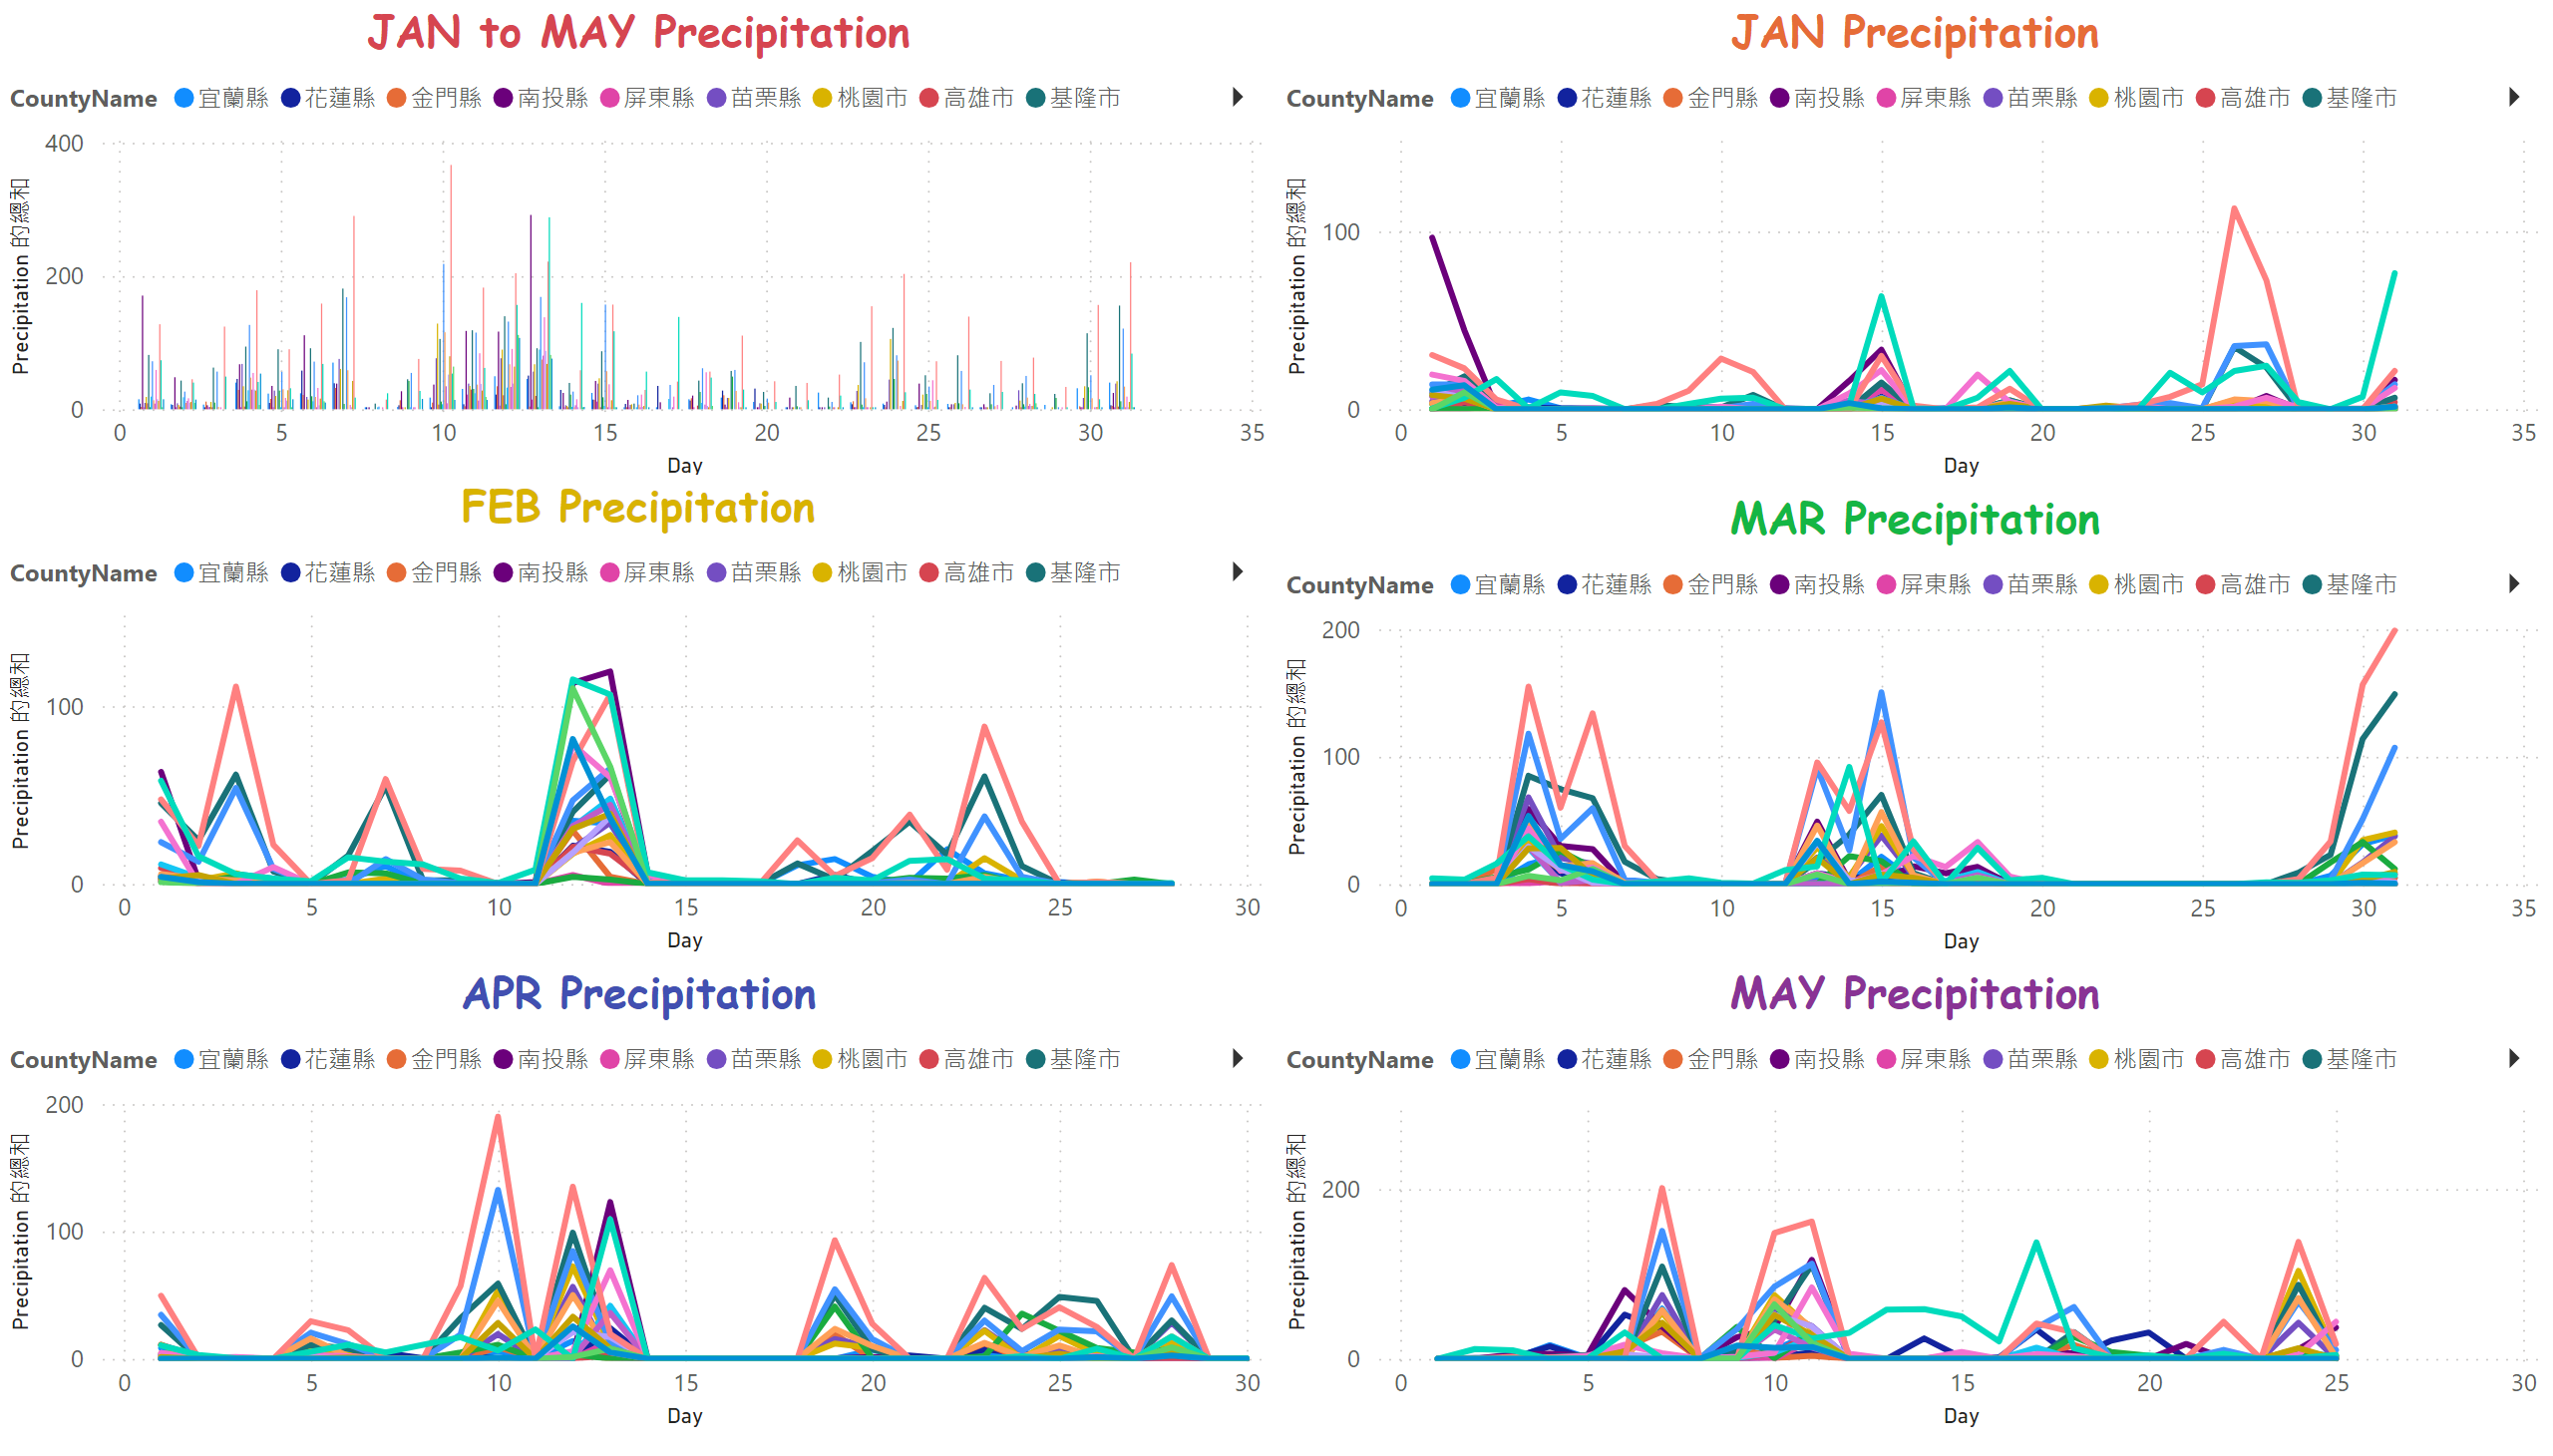 JAN to MAY Precipitation
CountyName 宜蘭縣 花蓮縣 金門縣 南投縣 屏東縣 苗栗縣 桃園市 高雄市 基隆市
Precipitation 的總和
400
200
0
0 5 10 15 20 25 30 35
Day
JAN Precipitation
CountyName 宜蘭縣 花蓮縣 金門縣 南投縣 屏東縣 苗栗縣 桃園市 高雄市 基隆市
Precipitation 的總和
100
0
0 5 10 15 20 25 30 35
Day
FEB Precipitation
CountyName 宜蘭縣 花蓮縣 金門縣 南投縣 屏東縣 苗栗縣 桃園市 高雄市 基隆市
Precipitation 的總和
100
0
0 5 10 15 20 25 30
Day
MAR Precipitation
CountyName 宜蘭縣 花蓮縣 金門縣 南投縣 屏東縣 苗栗縣 桃園市 高雄市 基隆市
Precipitation 的總和
200
100
0
0 5 10 15 20 25 30 35
Day
APR Precipitation
CountyName 宜蘭縣 花蓮縣 金門縣 南投縣 屏東縣 苗栗縣 桃園市 高雄市 基隆市
Precipitation 的總和
200
100
0
0 5 10 15 20 25 30
Day
MAY Precipitation
CountyName 宜蘭縣 花蓮縣 金門縣 南投縣 屏東縣 苗栗縣 桃園市 高雄市 基隆市
Precipitation 的總和
200
0
0 5 10 15 20 25 30
Day